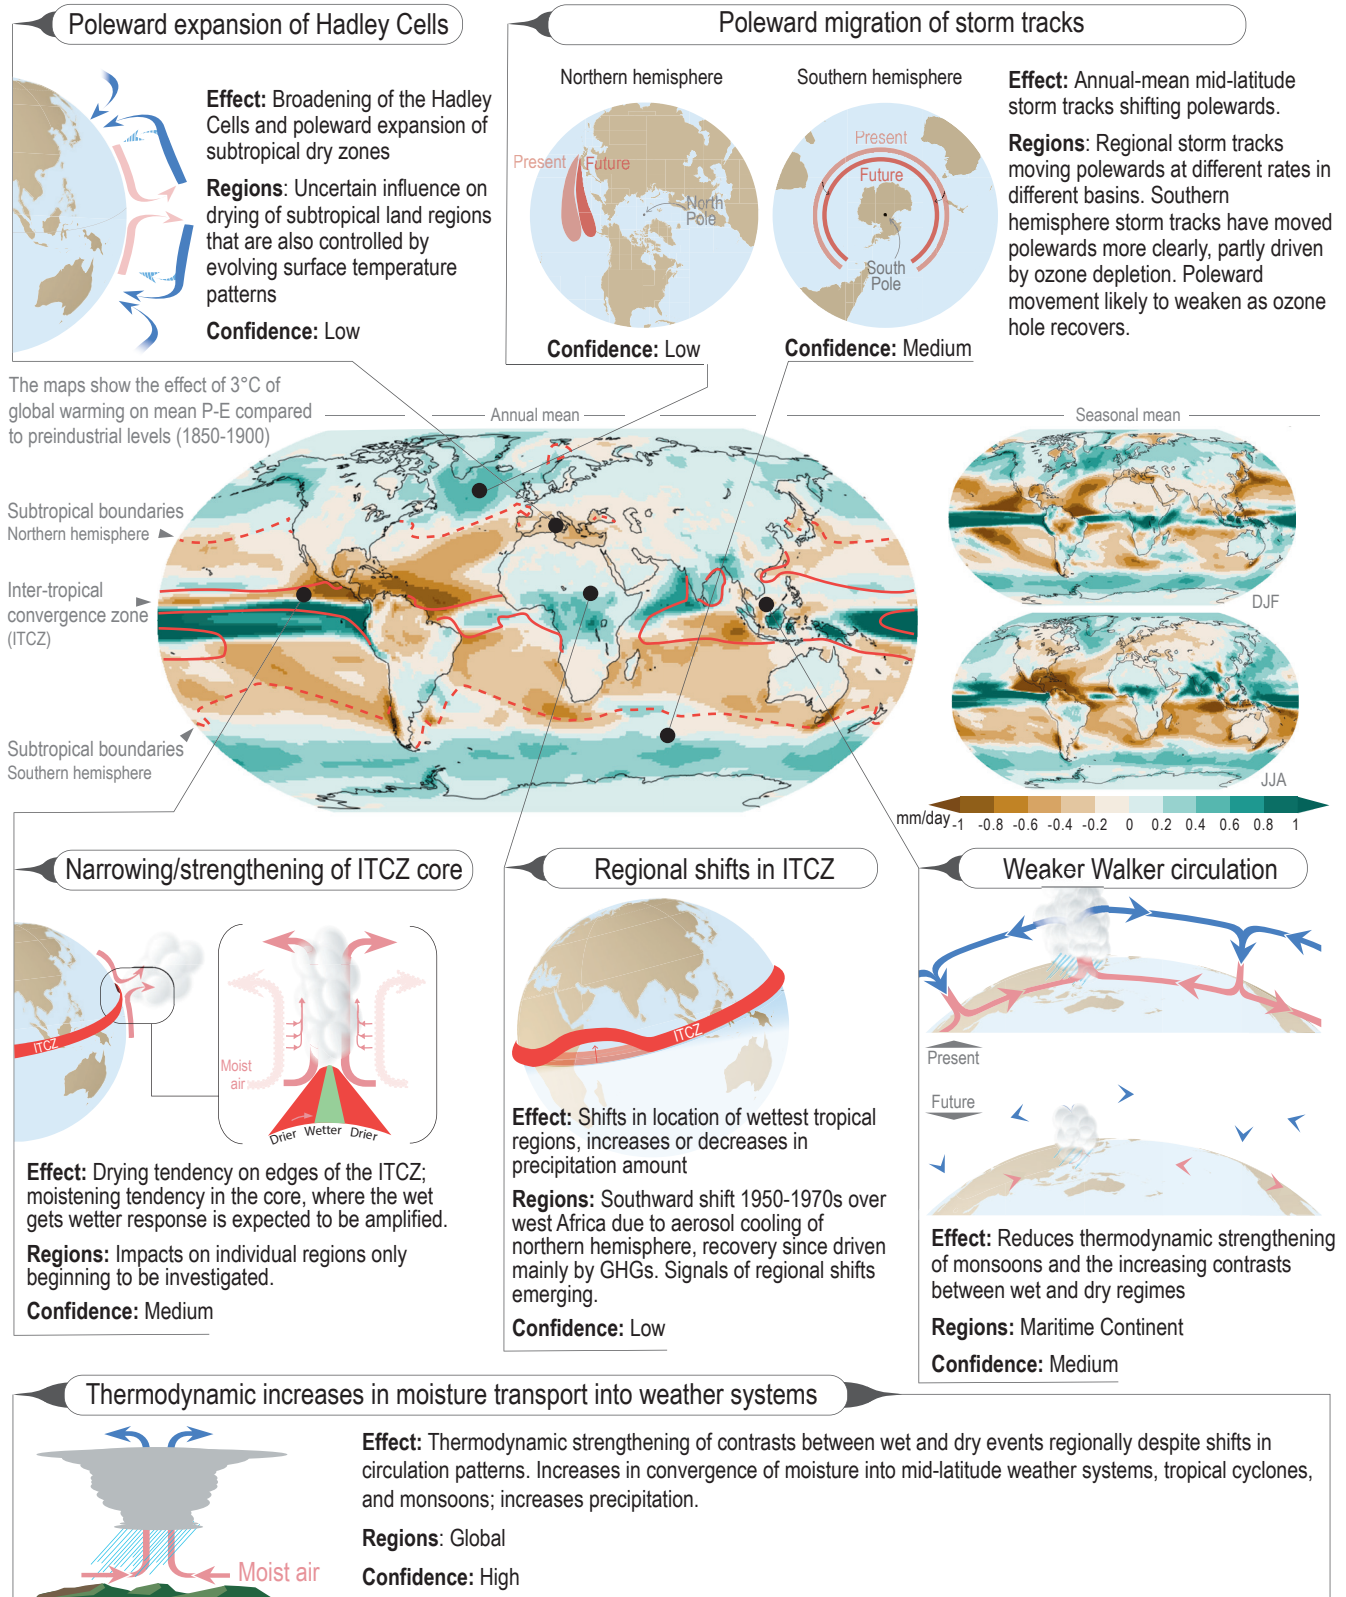 Poleward expansion of Hadley Cells
Effect: Broadening of the Hadley
Cells and poleward expansion of
subtropical dry zones
Regions: Uncertain influence on
drying of subtropical land regions
that are also controlled by
evolving surface temperature
patterns
Confidence: Low
Poleward migration of storm tracks
Northern hemisphere
Present
Future
North
Pole
Confidence: Low
Southern hemisphere
Present
Future
South
Pole
Confidence: Medium
Effect: Annual-mean mid-latitude
storm tracks shifting polewards.
Regions: Regional storm tracks
moving polewards at different rates in
different basins. Southern
hemisphere storm tracks have moved
polewards more clearly, partly driven
by ozone depletion. Poleward
movement likely to weaken as ozone
hole recovers.
The maps show the effect of 3°C of
global warming on mean P-E compared
to preindustrial levels (1850-1900)
Annual mean
Seasonal mean
Subtropical boundaries
Northern hemisphere
Inter-tropical
convergence zone
(ITCZ)
Subtropical boundaries
Southern hemisphere
DJF
JJA
mm/day
-1 -0.8 -0.6 -0.4 -0.2 0 0.2 0.4 0.6 0.8 1
Narrowing/strengthening of ITCZ core
ITCZ
Moist
air
Drier Wetter Drier
Effect: Drying tendency on edges of the ITCZ;
moistening tendency in the core, where the wet
gets wetter response is expected to be amplified.
Regions: Impacts on individual regions only
beginning to be investigated.
Confidence: Medium
Regional shifts in ITCZ
ITCZ
Effect: Shifts in location of wettest tropical
regions, increases or decreases in
precipitation amount
Regions: Southward shift 1950-1970s over
west Africa due to aerosol cooling of
northern hemisphere, recovery since driven
mainly by GHGs. Signals of regional shifts
emerging.
Confidence: Low
Weaker Walker circulation
Present
Future
Effect: Reduces thermodynamic strengthening
of monsoons and the increasing contrasts
between wet and dry regimes
Regions: Maritime Continent
Confidence: Medium
Thermodynamic increases in moisture transport into weather systems
Moist air
Effect: Thermodynamic strengthening of contrasts between wet and dry events regionally despite shifts in
circulation patterns. Increases in convergence of moisture into mid-latitude weather systems, tropical cyclones,
and monsoons; increases precipitation.
Regions: Global
Confidence: High